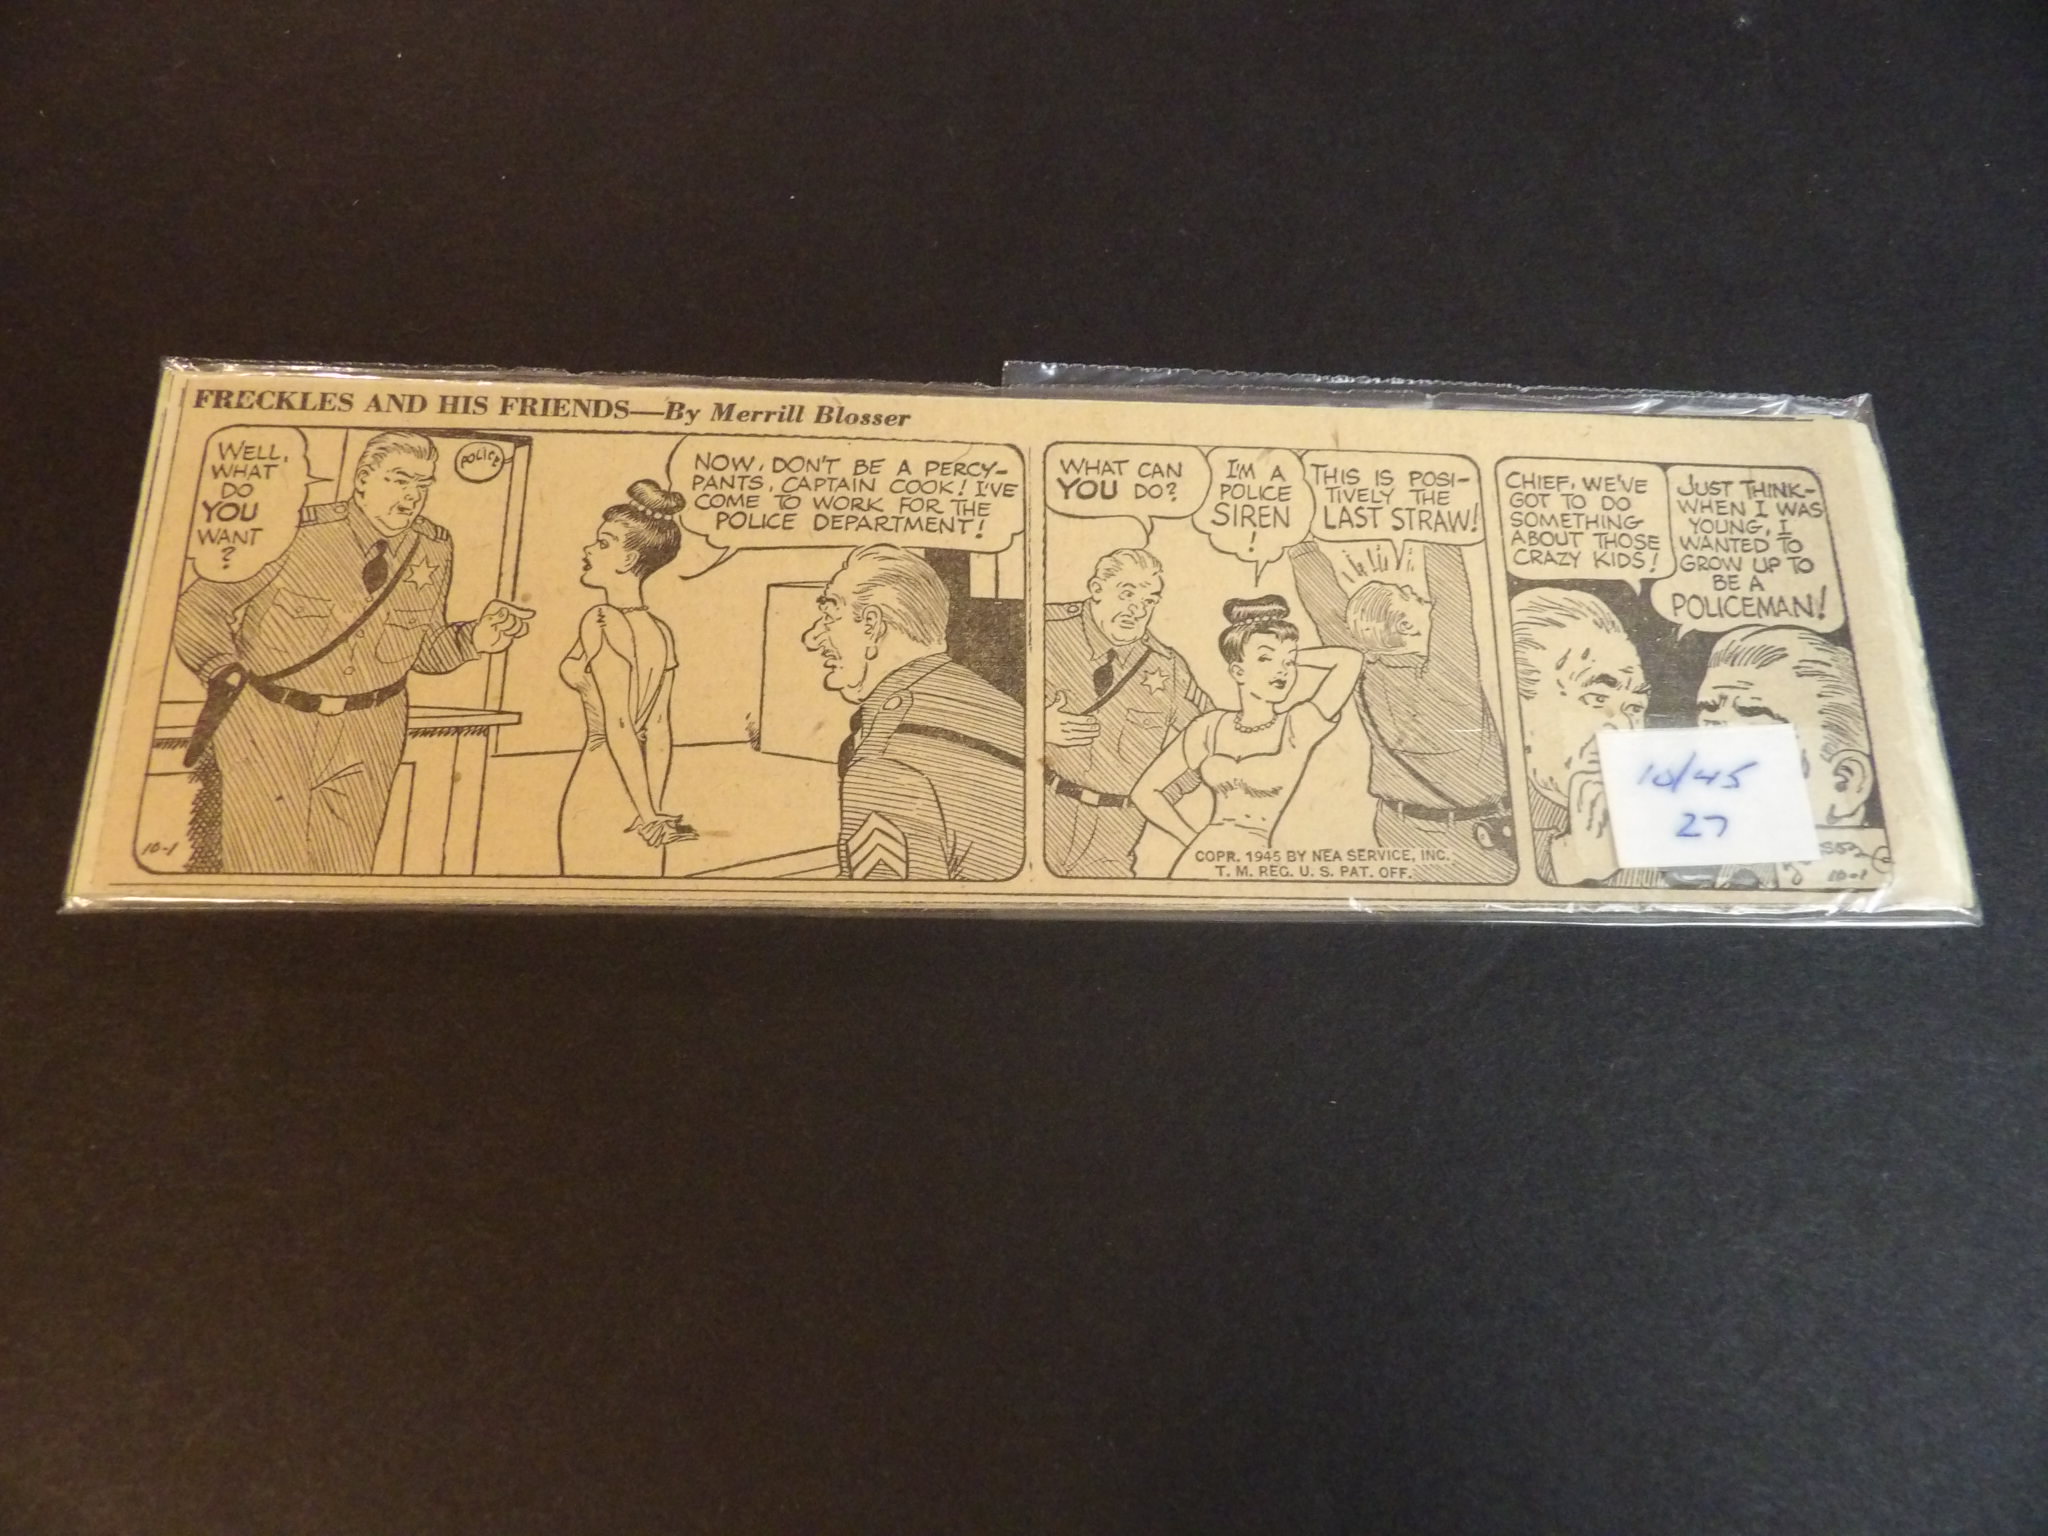 FRECKLES AND HIS FRIENDS—By Merrill Blosser
WELL,
WHAT
DO
YOU
WANT
?
POLICE
NOW, DON'T BE A PERCY-
PANTS, CAPTAIN COOK! I'VE
COME TO WORK FOR THE
POLICE DEPARTMENT!
10-1
WHAT CAN
YOU DO?
I'M A
POLICE
SIREN
!
THIS IS POSI-
TIVELY THE
LAST STRAW!
COPR. 1945 BY NEA SERVICE, INC.
T. M. REG. U. S. PAT. OFF.
CHIEF, WE'VE
GOT TO DO
SOMETHING
ABOUT THOSE
CRAZY KIDS!
JUST THINK-
WHEN I WAS
YOUNG, I
WANTED TO
GROW UP TO
BE A
POLICEMAN!
10/45
27
10-1